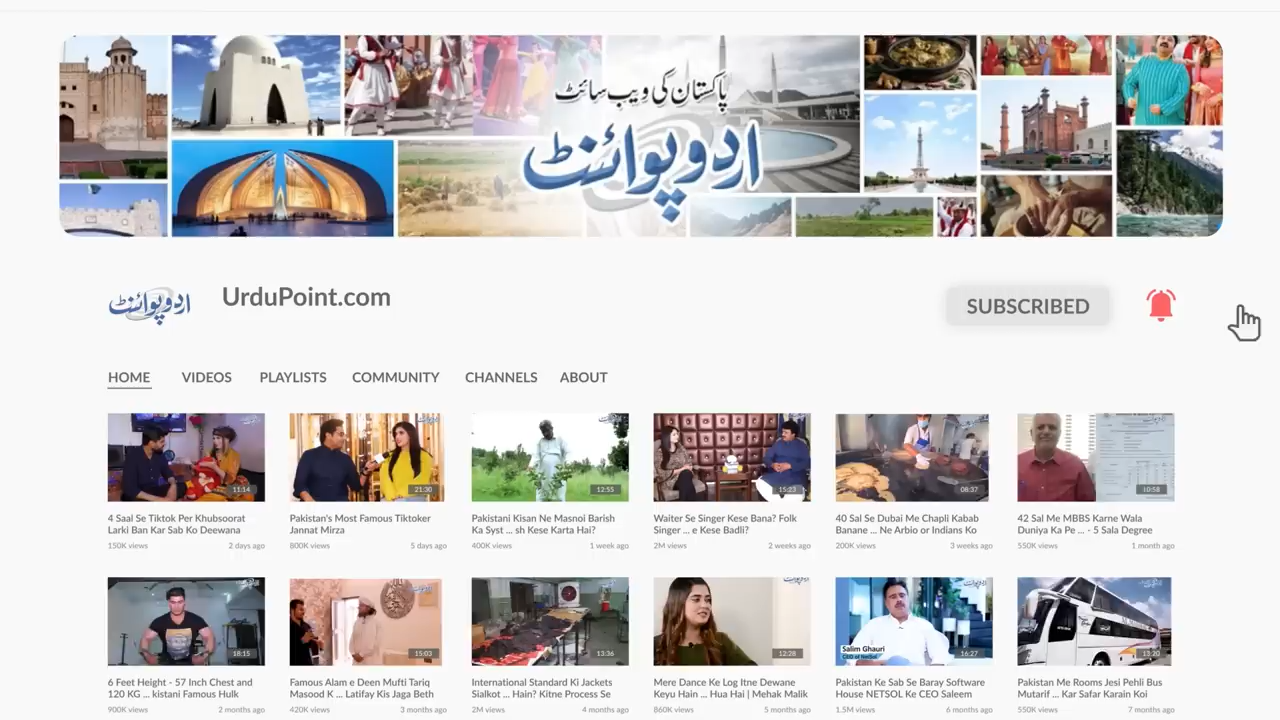 پاکستان کی ویب سائٹ
اردو پوائنٹ
اردو پوائنٹ
UrduPoint.com
SUBSCRIBED
HOME
VIDEOS
PLAYLISTS
COMMUNITY
CHANNELS
ABOUT
11:14
21:30
12:55
15:23
08:37
10:58
4 Saal Se Tiktok Per Khubsoorat
Larki Ban Kar Sab Ko Deewana
150K views
2 days ago
Pakistan's Most Famous Tiktoker
Jannat Mirza
800K views
5 days ago
Pakistani Kisan Ne Masnoi Barish
Ka Syst ... sh Kese Karta Hai?
400K views
1 week ago
Waiter Se Singer Kese Bana? Folk
Singer ... e Kese Badli?
2M views
2 weeks ago
40 Sal Se Dubai Me Chapli Kabab
Banane ... Ne Arbio or Indians Ko
200K views
3 weeks ago
42 Sal Me MBBS Karne Wala
Duniya Ka Pe ... - 5 Sala Degree
550K views
1 month ago
18:15
15:03
13:36
12:28
Salim Ghauri
CEO of NetSol
16:27
15:20
6 Feet Height - 57 Inch Chest and
120 KG ... kistani Famous Hulk
900K views
2 months ago
Famous Alam e Deen Mufti Tariq
Masood K ... Latifay Kis Jaga Beth
420K views
3 months ago
International Standard Ki Jackets
Sialkot ... Hain? Kitne Process Se
2M views
4 months ago
Mere Dance Ke Log Itne Dewane
Keyu Hain ... Hua Hai | Mehak Malik
860K views
5 months ago
Pakistan Ke Sab Se Baray Software
House NETSOL Ke CEO Saleem
1.5M views
6 months ago
Pakistan Me Rooms Jesi Pehli Bus
Mutarif ... Kar Safar Karain Koi
550K views
7 months ago